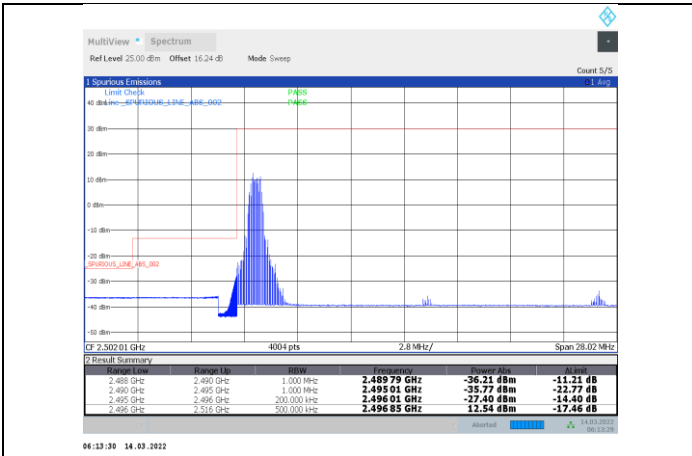 MultiView Spectrum
Ref Level 25.00 dBm Offset 16.24 dB Mode Sweep
Count 5/5
1 Spurious Emissions 1 Avg
Limit Check PASS
40 dBm Line _SPURIOUS_LINE_ABS_002 PASS
30 dBm
20 dBm
10 dBm
0 dBm
-10 dBm
-20 dBm
_SPURIOUS_LINE_ABS_002
-30 dBm
-40 dBm
-50 dBm
CF 2.50201 GHz 4004 pts 2.8 MHz/ Span 28.02 MHz
2 Result Summary
Range Low Range Up RBW Frequency Power Abs ΔLimit
2.488 GHz 2.490 GHz 1.000 MHz 2.48979 GHz -36.21 dBm -11.21 dB
2.490 GHz 2.495 GHz 1.000 MHz 2.49501 GHz -35.77 dBm -22.77 dB
2.495 GHz 2.496 GHz 200.000 kHz 2.49601 GHz -27.40 dBm -14.40 dB
2.496 GHz 2.516 GHz 500.000 kHz 2.49685 GHz 12.54 dBm -17.46 dB
Aborted 14.03.2022
06:13:29
06:13:30 14.03.2022